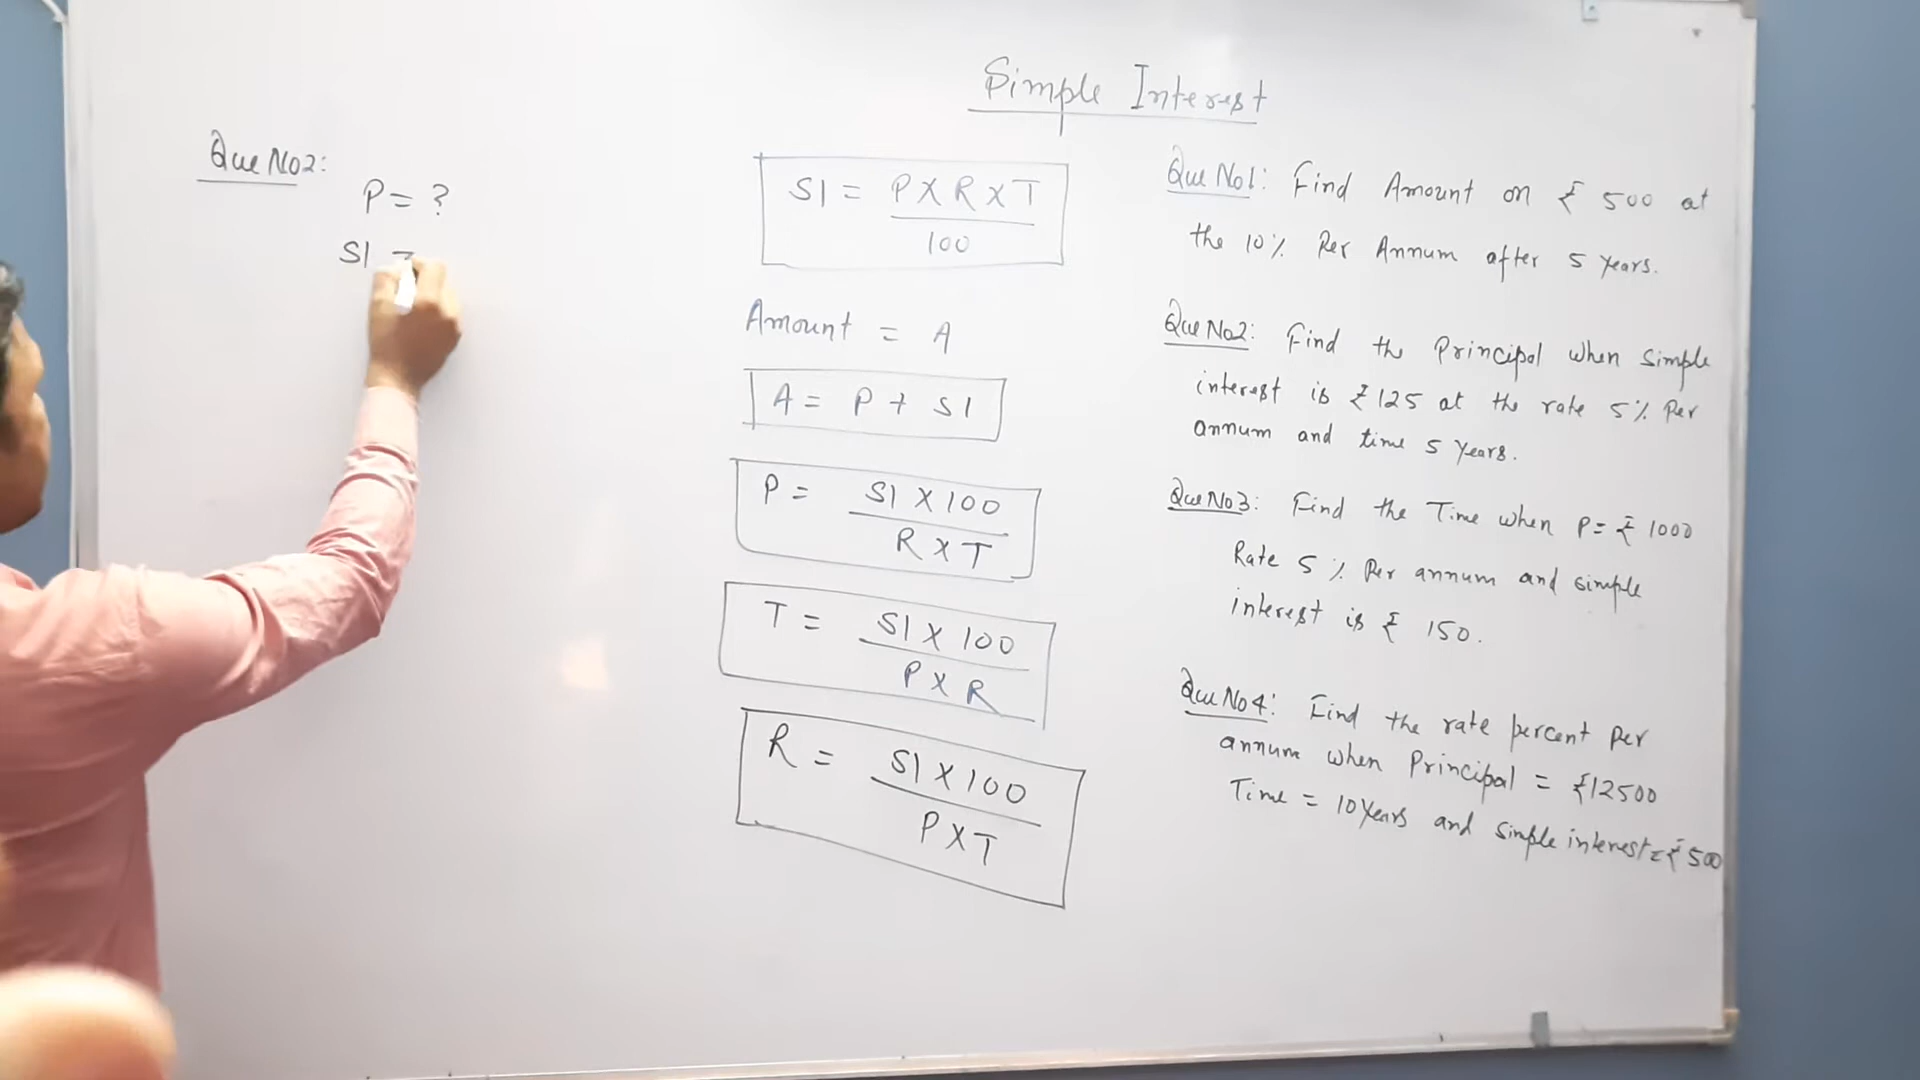 Simple Interest
Que No2:
P = ?
SI =
SI = P X R X T
100
Amount = A
A = P + SI
P = SI X 100
R X T
T = SI X 100
P X R
R = SI X 100
P X T
Que No1: Find Amount on ₹ 500 at
the 10% Per Annum after 5 years.
Que No2: Find the Principal when simple
interest is ₹ 125 at the rate 5% Per
annum and time 5 years.
Que No3: Find the Time when P = ₹ 1000
Rate 5 % Per annum and simple
interest is ₹ 150.
Que No4: Find the rate percent per
annum when Principal = ₹12500
Time = 10 years and simple interest = ₹ 500